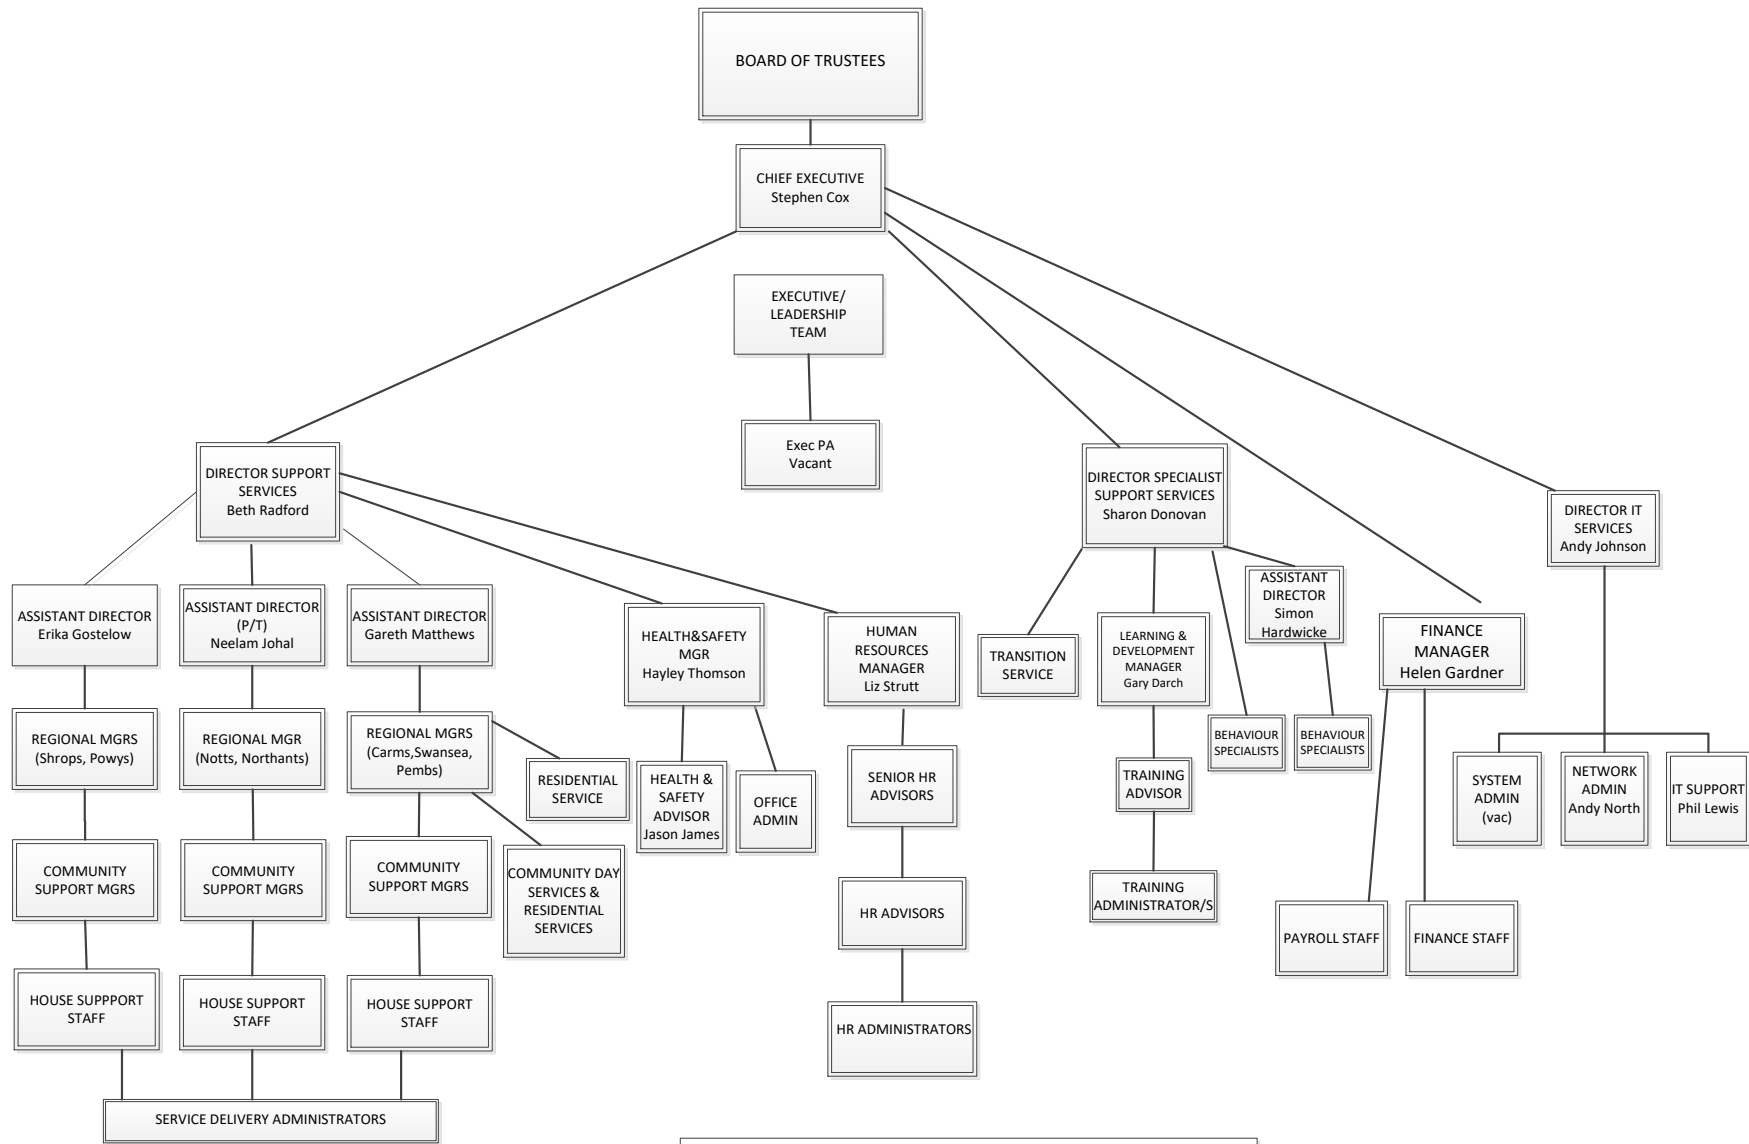 BOARD OF TRUSTEES
CHIEF EXECUTIVE
Stephen Cox
EXECUTIVE/
LEADERSHIP
TEAM
Exec PA
Vacant
DIRECTOR SUPPORT
SERVICES
Beth Radford
DIRECTOR SPECIALIST
SUPPORT SERVICES
Sharon Donovan
DIRECTOR IT
SERVICES
Andy Johnson
ASSISTANT DIRECTOR
Erika Gostelow
ASSISTANT DIRECTOR
(P/T)
Neelam Johal
ASSISTANT DIRECTOR
Gareth Matthews
HEALTH&SAFETY
MGR
Hayley Thomson
HUMAN
RESOURCES
MANAGER
Liz Strutt
TRANSITION
SERVICE
LEARNING &
DEVELOPMENT
MANAGER
Gary Darch
ASSISTANT
DIRECTOR
Simon
Hardwicke
FINANCE
MANAGER
Helen Gardner
REGIONAL MGRS
(Shrops, Powys)
REGIONAL MGR
(Notts, Northants)
REGIONAL MGRS
(Carms,Swansea,
Pembs)
RESIDENTIAL
SERVICE
HEALTH &
SAFETY
ADVISOR
Jason James
OFFICE
ADMIN
SENIOR HR
ADVISORS
TRAINING
ADVISOR
BEHAVIOUR
SPECIALISTS
BEHAVIOUR
SPECIALISTS
SYSTEM
ADMIN
(vac)
NETWORK
ADMIN
Andy North
IT SUPPORT
Phil Lewis
COMMUNITY
SUPPORT MGRS
COMMUNITY
SUPPORT MGRS
COMMUNITY
SUPPORT MGRS
COMMUNITY DAY
SERVICES &
RESIDENTIAL
SERVICES
HR ADVISORS
TRAINING
ADMINISTRATOR/S
PAYROLL STAFF
FINANCE STAFF
HOUSE SUPPPORT
STAFF
HOUSE SUPPORT
STAFF
HOUSE SUPPORT
STAFF
HR ADMINISTRATORS
SERVICE DELIVERY ADMINISTRATORS